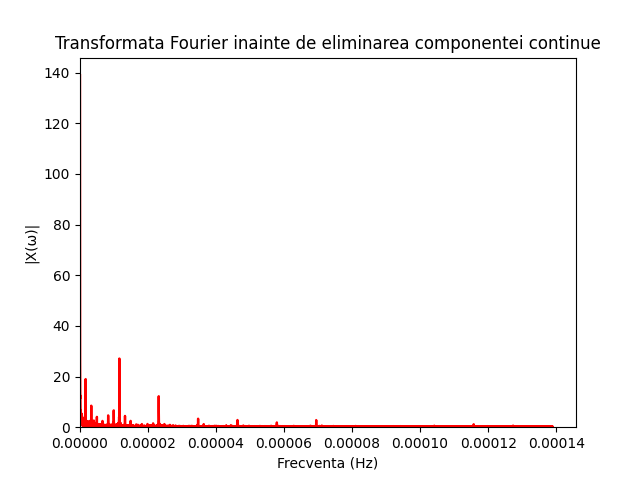 Transformata Fourier inainte de eliminarea componentei continue
|X(ω)|
140
120
100
80
60
40
20
0
0.00000 0.00002 0.00004 0.00006 0.00008 0.00010 0.00012 0.00014
Frecventa (Hz)